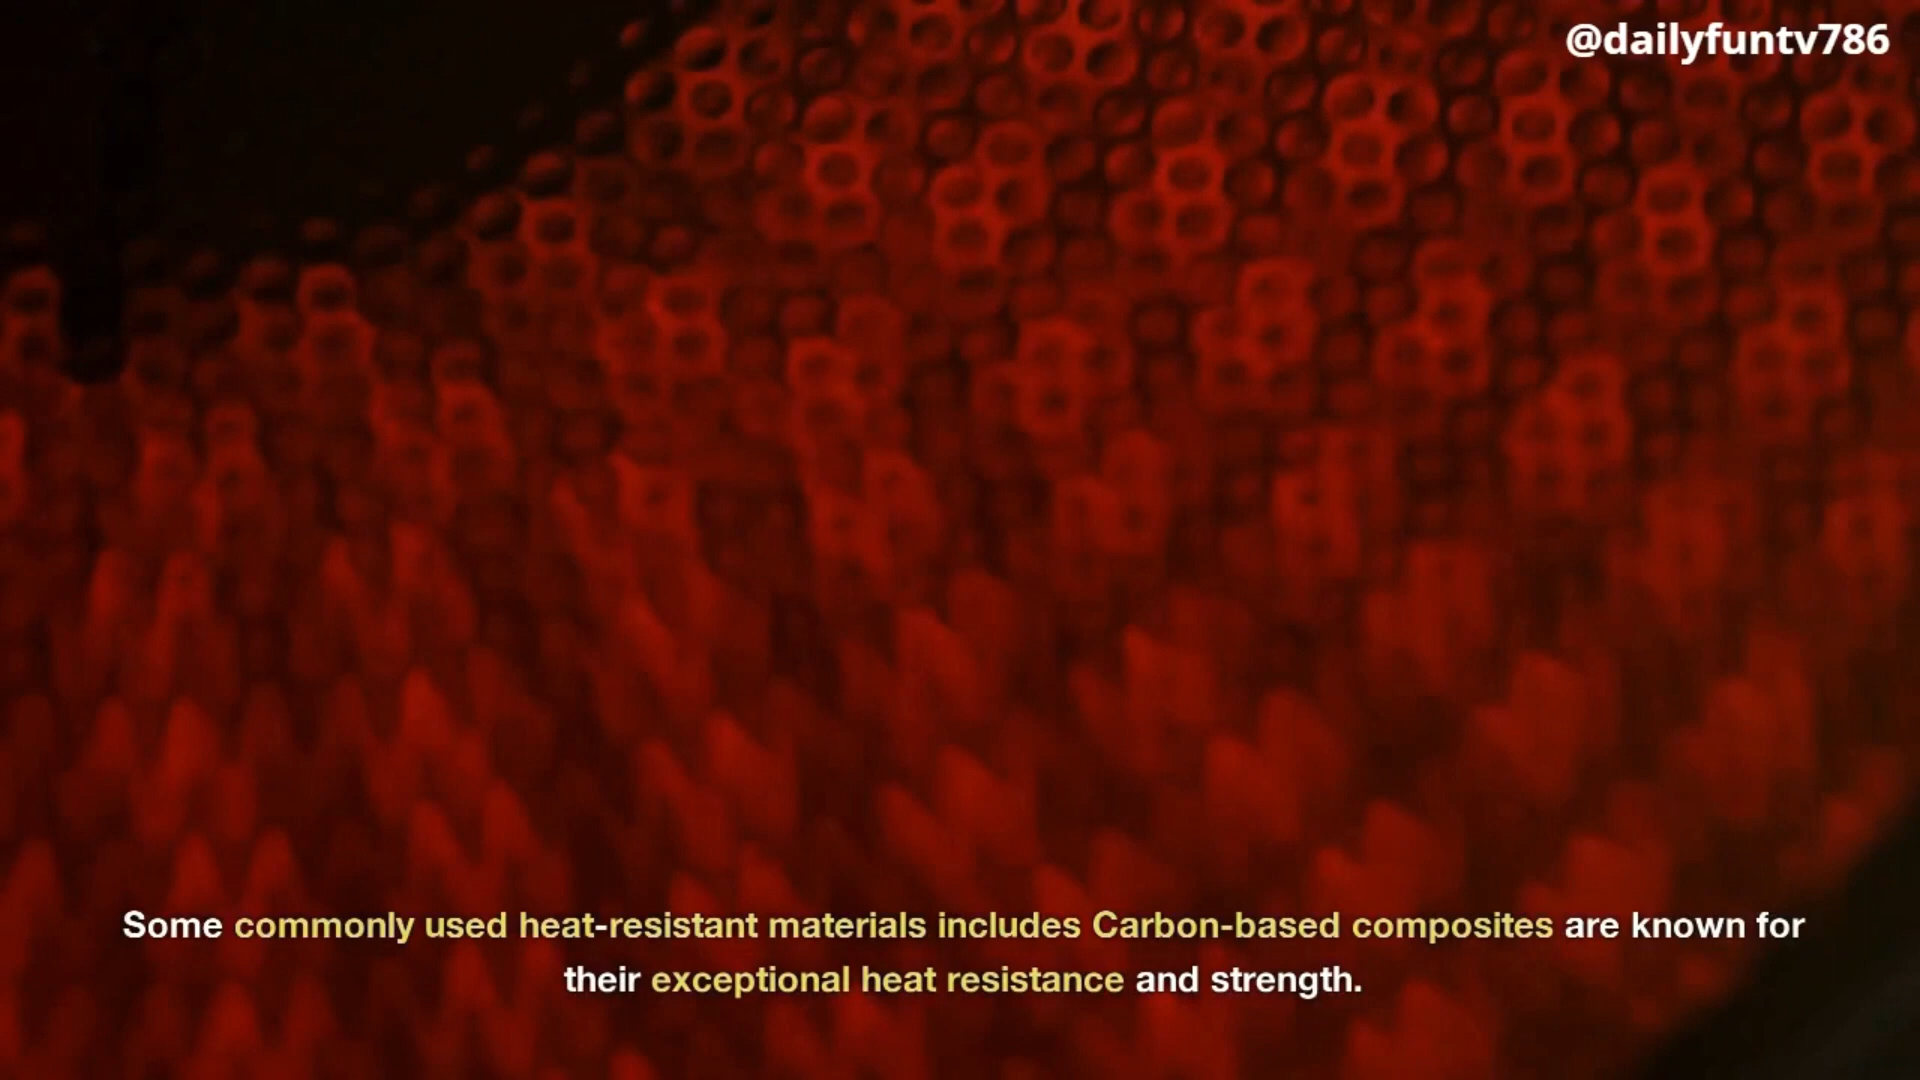 @dailyfuntv786
Some commonly used heat-resistant materials includes Carbon-based composites are known for
their exceptional heat resistance and strength.